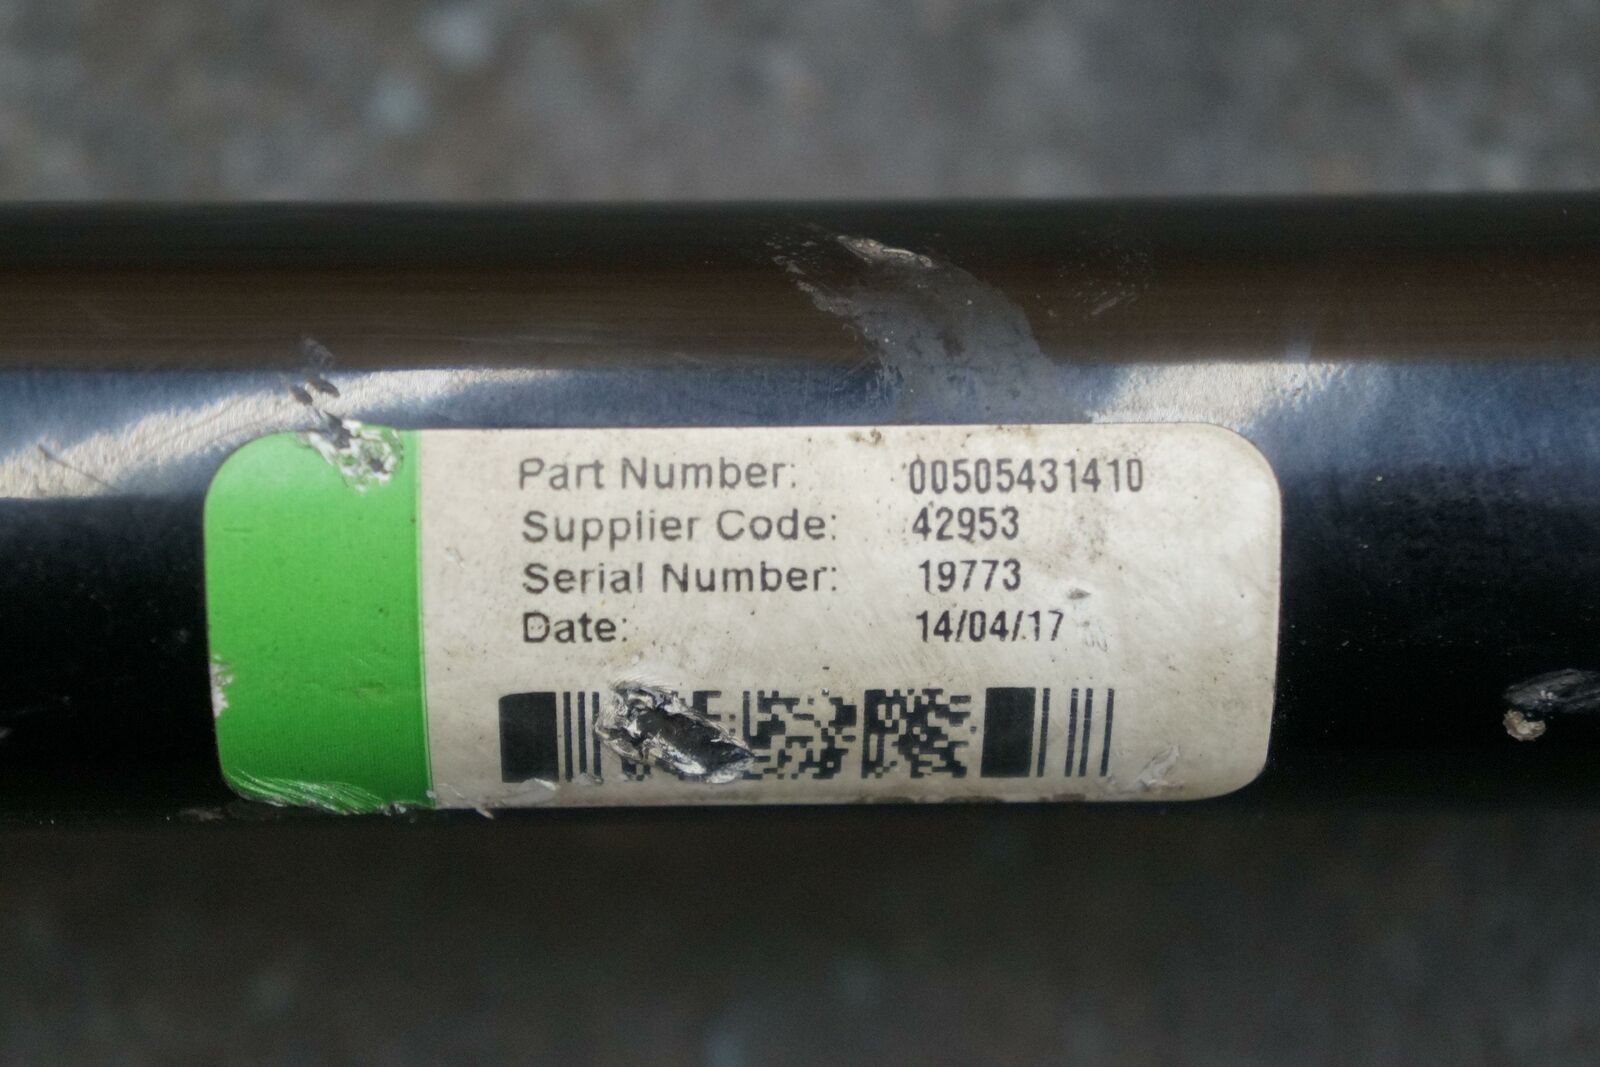 Part Number: 00505431410
Supplier Code: 42953
Serial Number: 19773
Date: 14/04/17